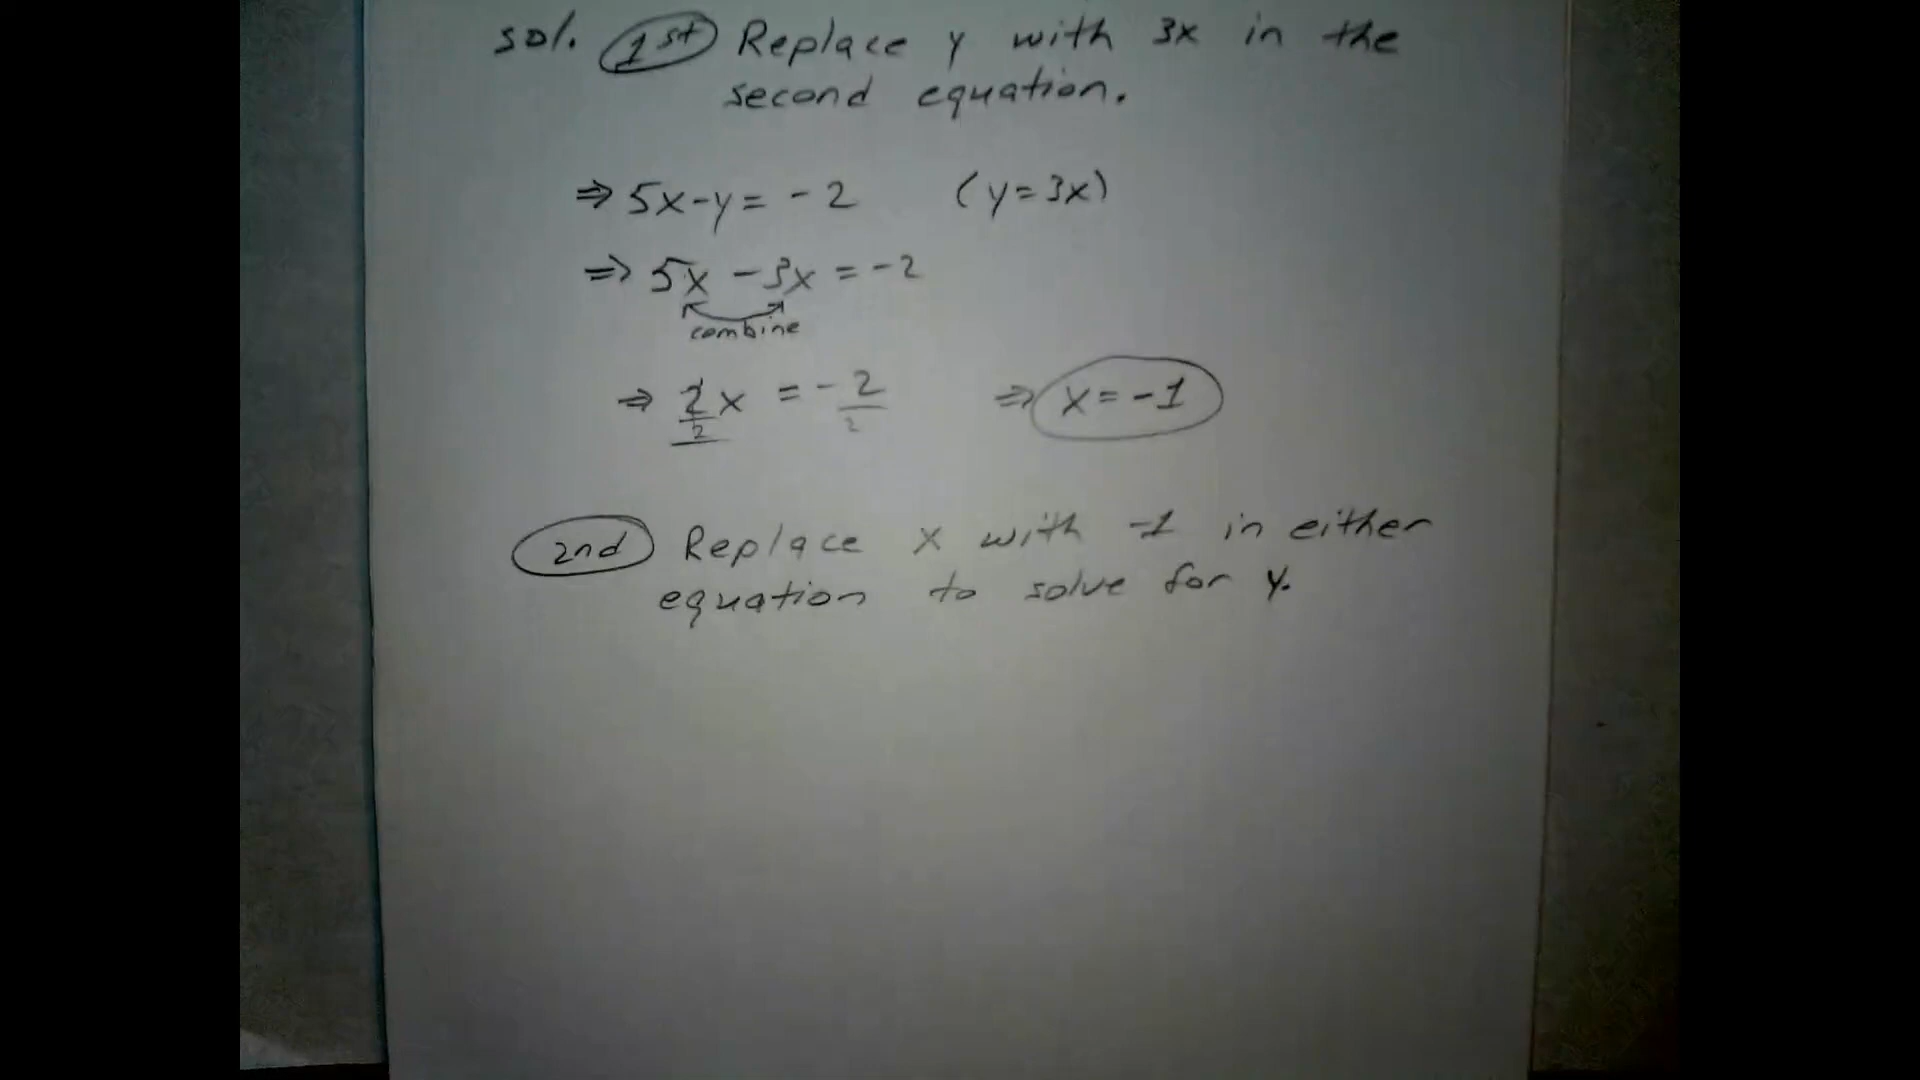 sol. 1st Replace y with 3x in the
second equation.
⇒ 5x-y= -2 (y=3x)
⇒ 5x -3x = -2
combine
⇒ 2x = -2 ⇒ x= -1
2 2
2nd Replace x with -1 in either
equation to solve for y.